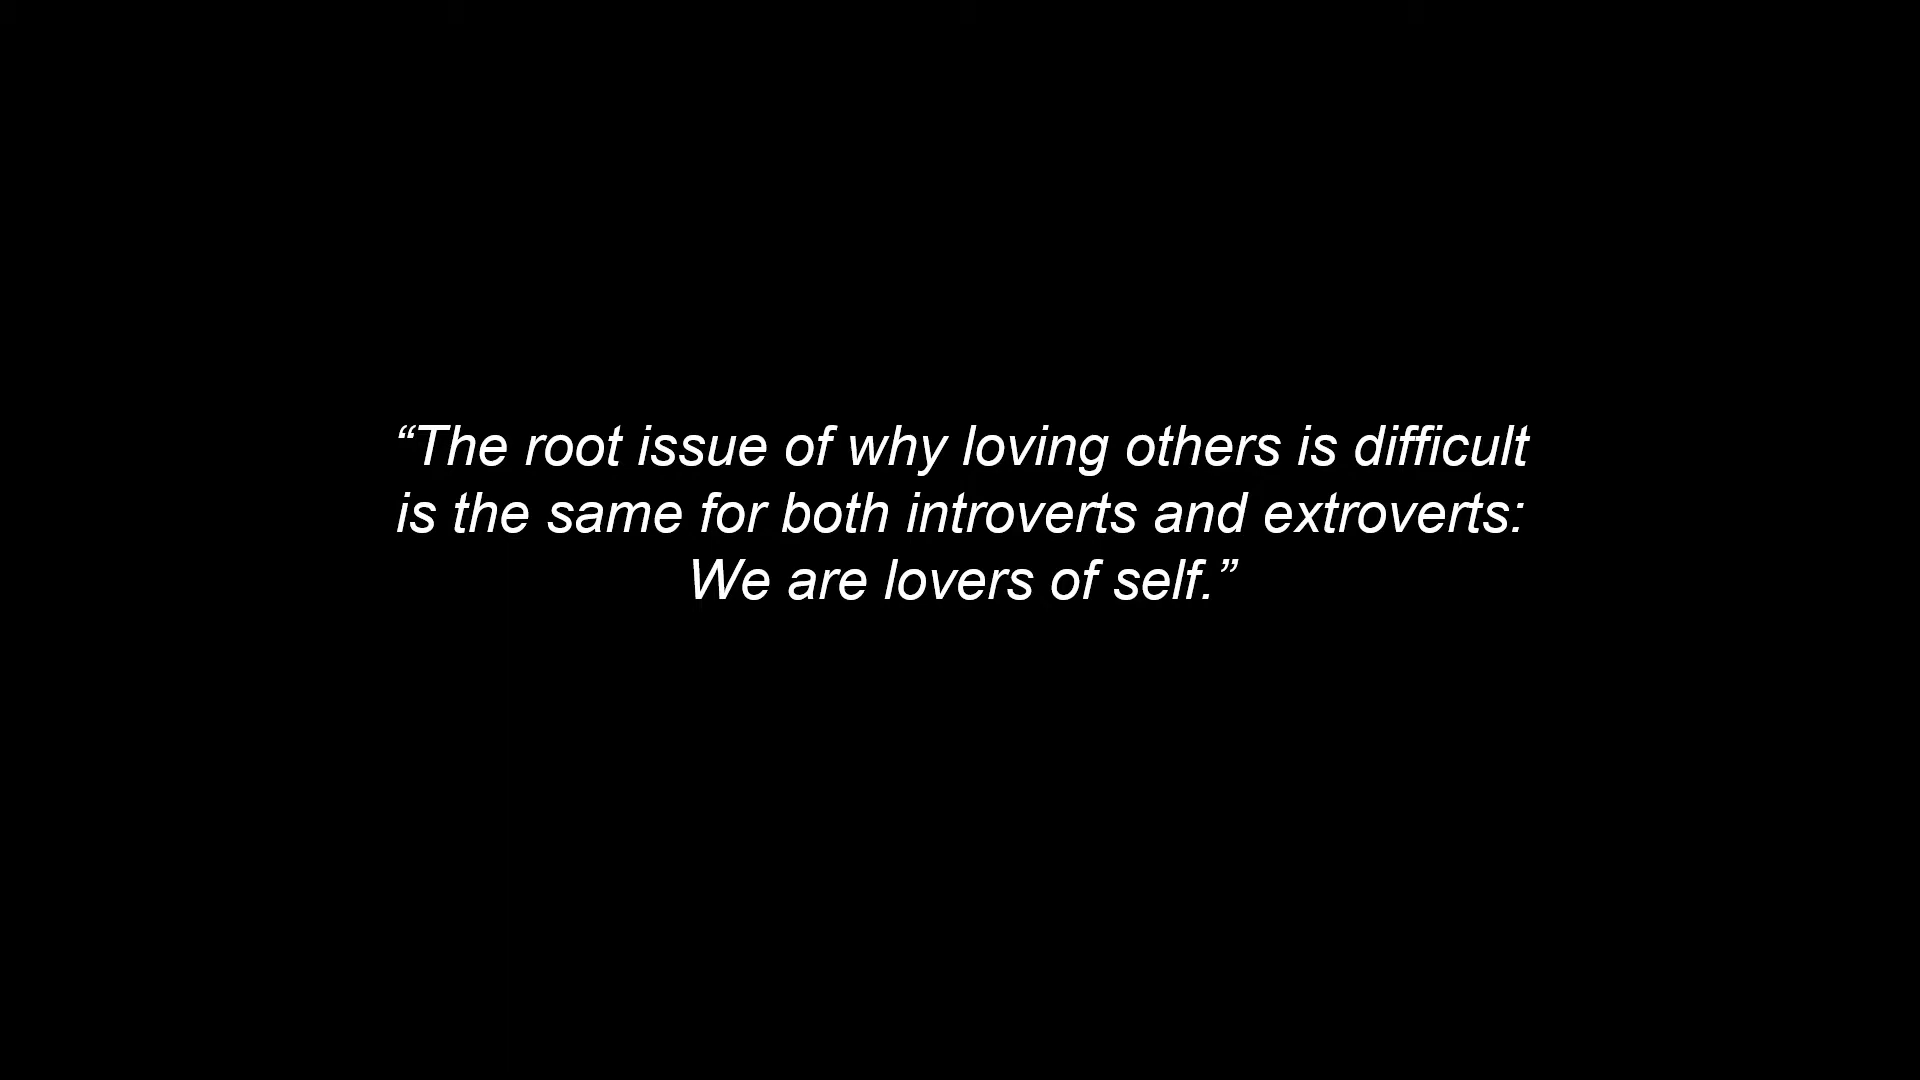 “The root issue of why loving others is difficult
is the same for both introverts and extroverts:
We are lovers of self.”